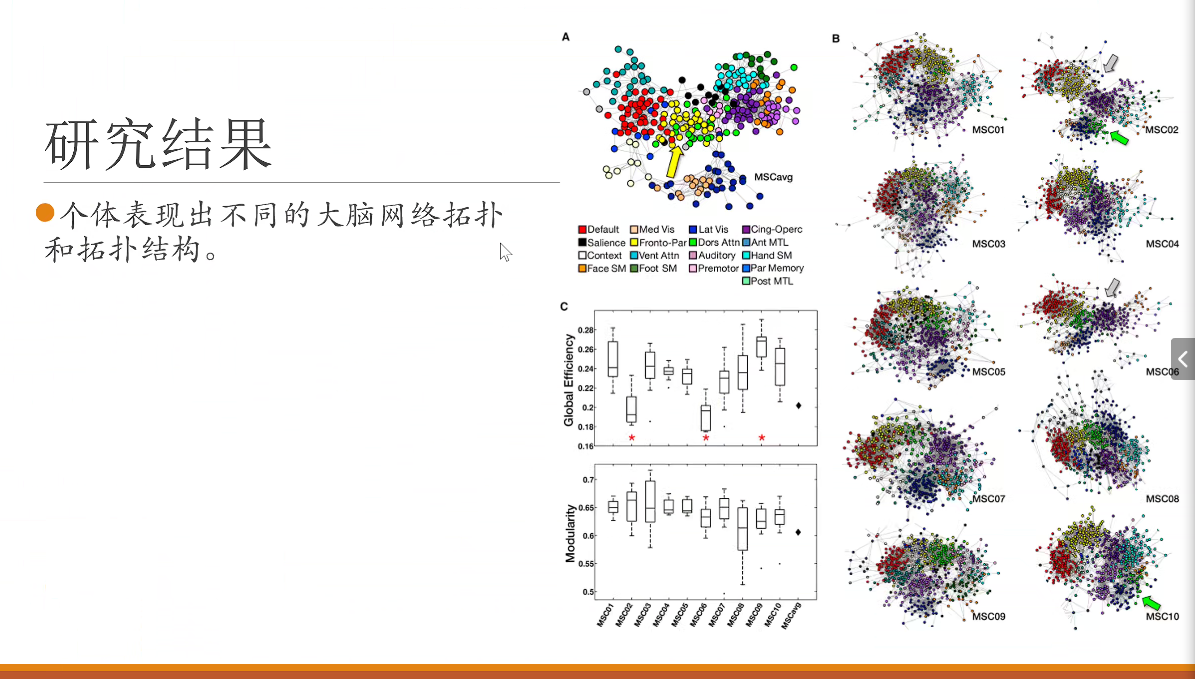 研究结果
个体表现出不同的大脑网络拓扑
和拓扑结构。
A
MSCavg
Default Med Vis Lat Vis Cing-Operc
Salience Fronto-Par Dors Attn Ant MTL
Context Vent Attn Auditory Hand SM
Face SM Foot SM Premotor Par Memory
Post MTL
C
Global Efficiency
0.28
0.26
0.24
0.22
0.2
0.18
0.16
* * *
Modularity
0.7
0.65
0.6
0.55
0.5
MSC01 MSC02 MSC03 MSC04 MSC05 MSC06 MSC07 MSC08 MSC09 MSC10 MSCavg
B
MSC01 MSC02
MSC03 MSC04
MSC05 MSC06
MSC07 MSC08
MSC09 MSC10